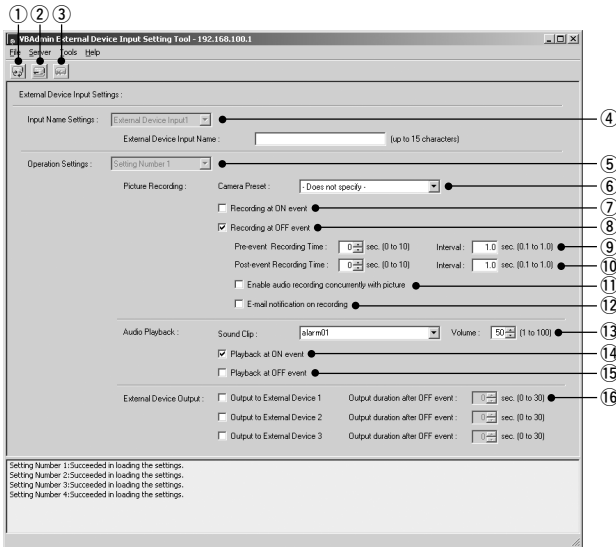 ① ② ③
VBAdmin External Device Input Setting Tool - 192.168.100.1
File Server Tools Help
External Device Input Settings :
Input Name Settings : External Device Input1 ④
External Device Input Name : (up to 15 characters)
Operation Settings : Setting Number 1 ⑤
Picture Recording : Camera Preset : - Does not specify - ⑥
Recording at ON event ⑦
Recording at OFF event ⑧
Pre-event Recording Time : 0 sec. (0 to 10) Interval : 1.0 sec. (0.1 to 1.0) ⑨
Post-event Recording Time : 0 sec. (0 to 10) Interval : 1.0 sec. (0.1 to 1.0) ⑩
Enable audio recording concurrently with picture ⑪
E-mail notification on recording ⑫
Audio Playback : Sound Clip : alarm01 Volume : 50 (1 to 100) ⑬
Playback at ON event ⑭
Playback at OFF event ⑮
External Device Output : Output to External Device 1 Output duration after OFF event : 0 sec. (0 to 30) ⑯
Output to External Device 2 Output duration after OFF event : 0 sec. (0 to 30)
Output to External Device 3 Output duration after OFF event : 0 sec. (0 to 30)
Setting Number 1:Succeeded in loading the settings.
Setting Number 2:Succeeded in loading the settings.
Setting Number 3:Succeeded in loading the settings.
Setting Number 4:Succeeded in loading the settings.